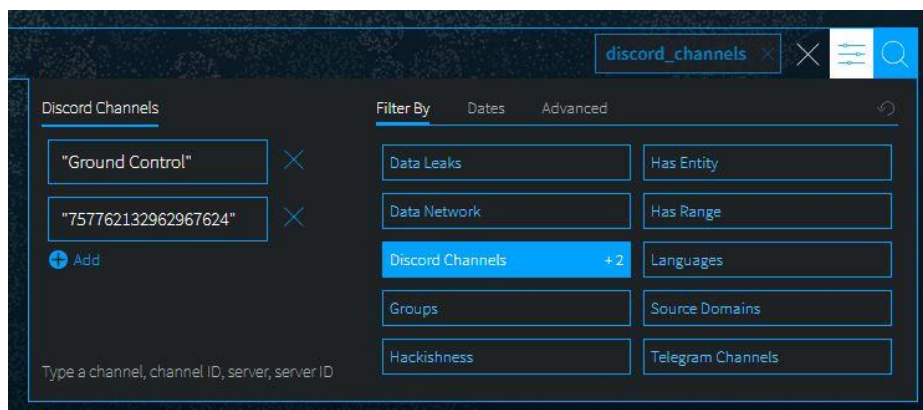 discord_channels
Discord Channels
"Ground Control"
"757762132962967624"
Add
Type a channel, channel ID, server, server ID
Filter By Dates Advanced
Data Leaks Has Entity
Data Network Has Range
Discord Channels +2 Languages
Groups Source Domains
Hackishness Telegram Channels